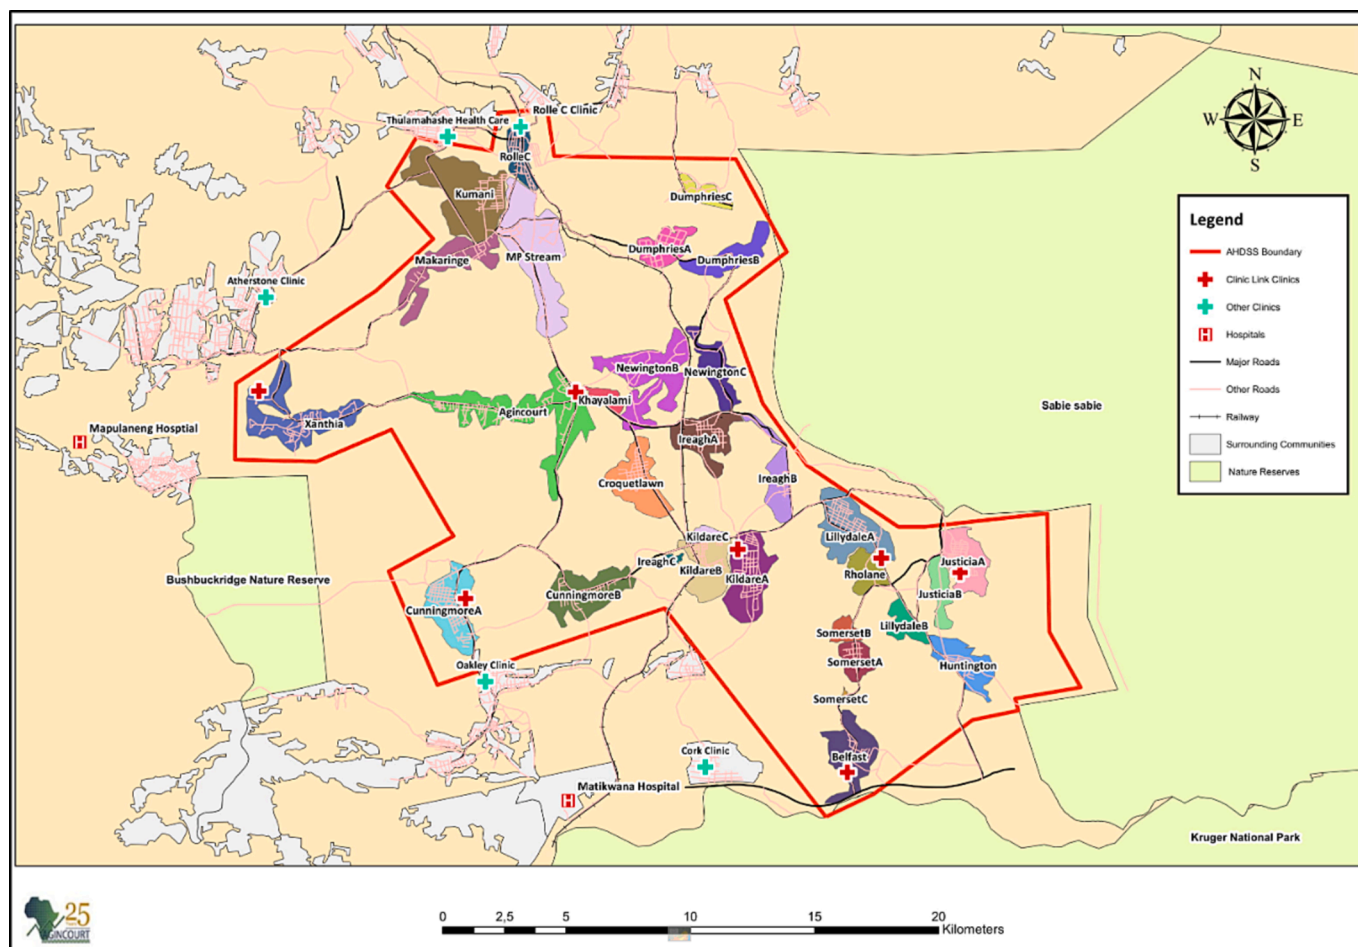 Rolle C Clinic
Thulamahashe Health Care
N
W
E
S
RolleC
Kumani
DumphriesC
Makaringe
MP Stream
DumphriesA
DumphriesB
Atherstone Clinic
Legend
AHDSS Boundary
Clinic Link Clinics
Other Clinics
H
Hospitals
Major Roads
Other Roads
Railway
Surrounding Communities
Nature Reserves
NewingtonB
NewingtonC
Khayalami
Agincourt
Sabie sabie
Xanthia
Mapulaneng Hosptial
H
IreaghA
Croquetlawn
IreaghB
KildareC
LillydaleA
IreaghC
KildareB
KildareA
Rholane
JusticiaA
JusticiaB
Bushbuckridge Nature Reserve
CunningmoreA
CunningmoreB
SomersetB
LillydaleB
SomersetA
Huntington
Oakley Clinic
SomersetC
Cork Clinic
Belfast
Matikwana Hospital
H
Kruger National Park
25
AGINCOURT
0
2,5
5
10
15
20
Kilometers